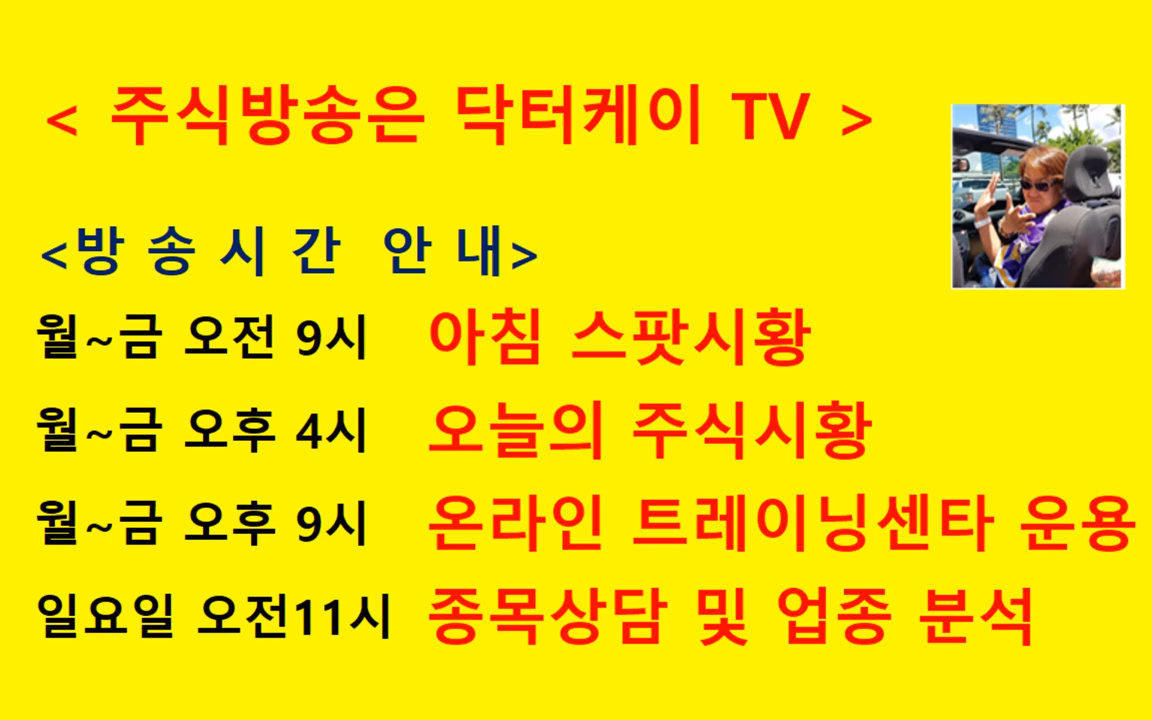 < 주식방송은 닥터케이 TV >
<방 송 시 간 안 내>
월~금 오전 9시 아침 스팟시황
월~금 오후 4시 오늘의 주식시황
월~금 오후 9시 온라인 트레이닝센타 운용
일요일 오전11시 종목상담 및 업종 분석